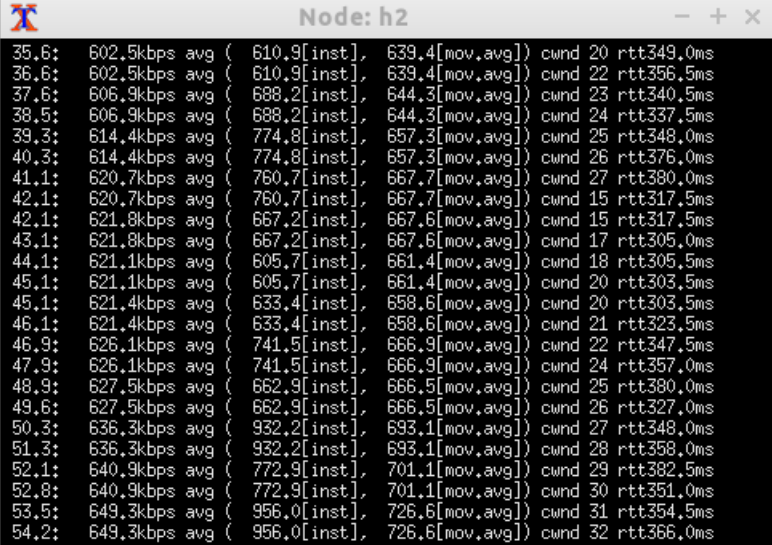 Node: h2
35.6: 602.5kbps avg ( 610.9[inst], 639.4[mov.avg]) cwnd 20 rtt349.0ms
36.6: 602.5kbps avg ( 610.9[inst], 639.4[mov.avg]) cwnd 22 rtt356.5ms
37.6: 606.9kbps avg ( 688.2[inst], 644.3[mov.avg]) cwnd 23 rtt340.5ms
38.5: 606.9kbps avg ( 688.2[inst], 644.3[mov.avg]) cwnd 24 rtt337.5ms
39.3: 614.4kbps avg ( 774.8[inst], 657.3[mov.avg]) cwnd 25 rtt348.0ms
40.3: 614.4kbps avg ( 774.8[inst], 657.3[mov.avg]) cwnd 26 rtt376.0ms
41.1: 620.7kbps avg ( 760.7[inst], 667.7[mov.avg]) cwnd 27 rtt380.0ms
42.1: 620.7kbps avg ( 760.7[inst], 667.7[mov.avg]) cwnd 15 rtt317.5ms
42.1: 621.8kbps avg ( 667.2[inst], 667.6[mov.avg]) cwnd 15 rtt317.5ms
43.1: 621.8kbps avg ( 667.2[inst], 667.6[mov.avg]) cwnd 17 rtt305.0ms
44.1: 621.1kbps avg ( 605.7[inst], 661.4[mov.avg]) cwnd 18 rtt305.5ms
45.1: 621.1kbps avg ( 605.7[inst], 661.4[mov.avg]) cwnd 20 rtt303.5ms
45.1: 621.4kbps avg ( 633.4[inst], 658.6[mov.avg]) cwnd 20 rtt303.5ms
46.1: 621.4kbps avg ( 633.4[inst], 658.6[mov.avg]) cwnd 21 rtt323.5ms
46.9: 626.1kbps avg ( 741.5[inst], 666.9[mov.avg]) cwnd 22 rtt347.5ms
47.9: 626.1kbps avg ( 741.5[inst], 666.9[mov.avg]) cwnd 24 rtt357.0ms
48.9: 627.5kbps avg ( 662.9[inst], 666.5[mov.avg]) cwnd 25 rtt380.0ms
49.6: 627.5kbps avg ( 662.9[inst], 666.5[mov.avg]) cwnd 26 rtt327.0ms
50.3: 636.3kbps avg ( 932.2[inst], 693.1[mov.avg]) cwnd 27 rtt348.0ms
51.3: 636.3kbps avg ( 932.2[inst], 693.1[mov.avg]) cwnd 28 rtt358.0ms
52.1: 640.9kbps avg ( 772.9[inst], 701.1[mov.avg]) cwnd 29 rtt382.5ms
52.8: 640.9kbps avg ( 772.9[inst], 701.1[mov.avg]) cwnd 30 rtt351.0ms
53.5: 649.3kbps avg ( 956.0[inst], 726.6[mov.avg]) cwnd 31 rtt354.5ms
54.2: 649.3kbps avg ( 956.0[inst], 726.6[mov.avg]) cwnd 32 rtt366.0ms